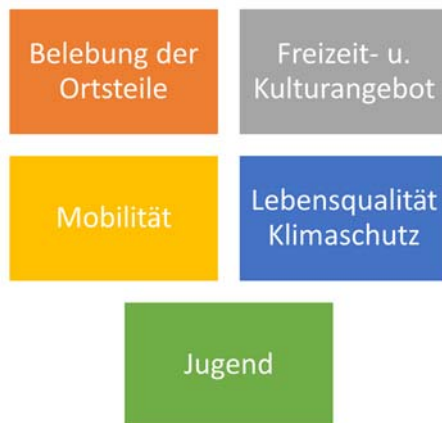 Belebung der
Ortsteile
Freizeit- u.
Kulturangebot
Mobilität
Lebensqualität
Klimaschutz
Jugend